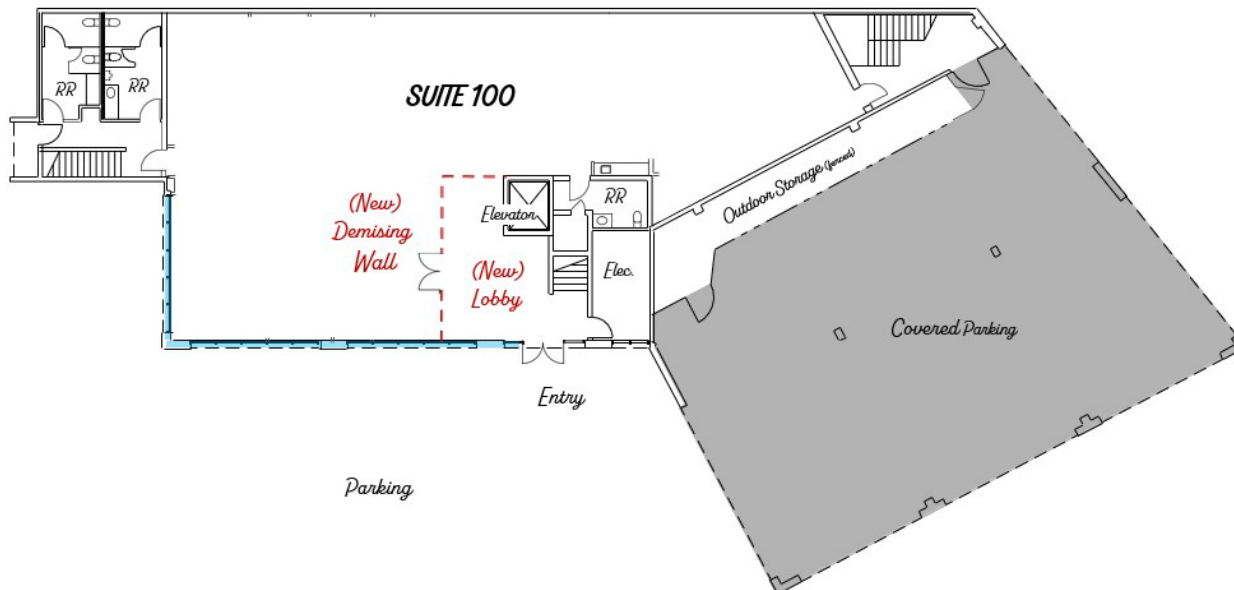 RR
RR
SUITE 100
(New)
Demising
Wall
Elevator
RR
(New)
Lobby
Elec.
Outdoor Storage (fenced)
Covered Parking
Entry
Parking